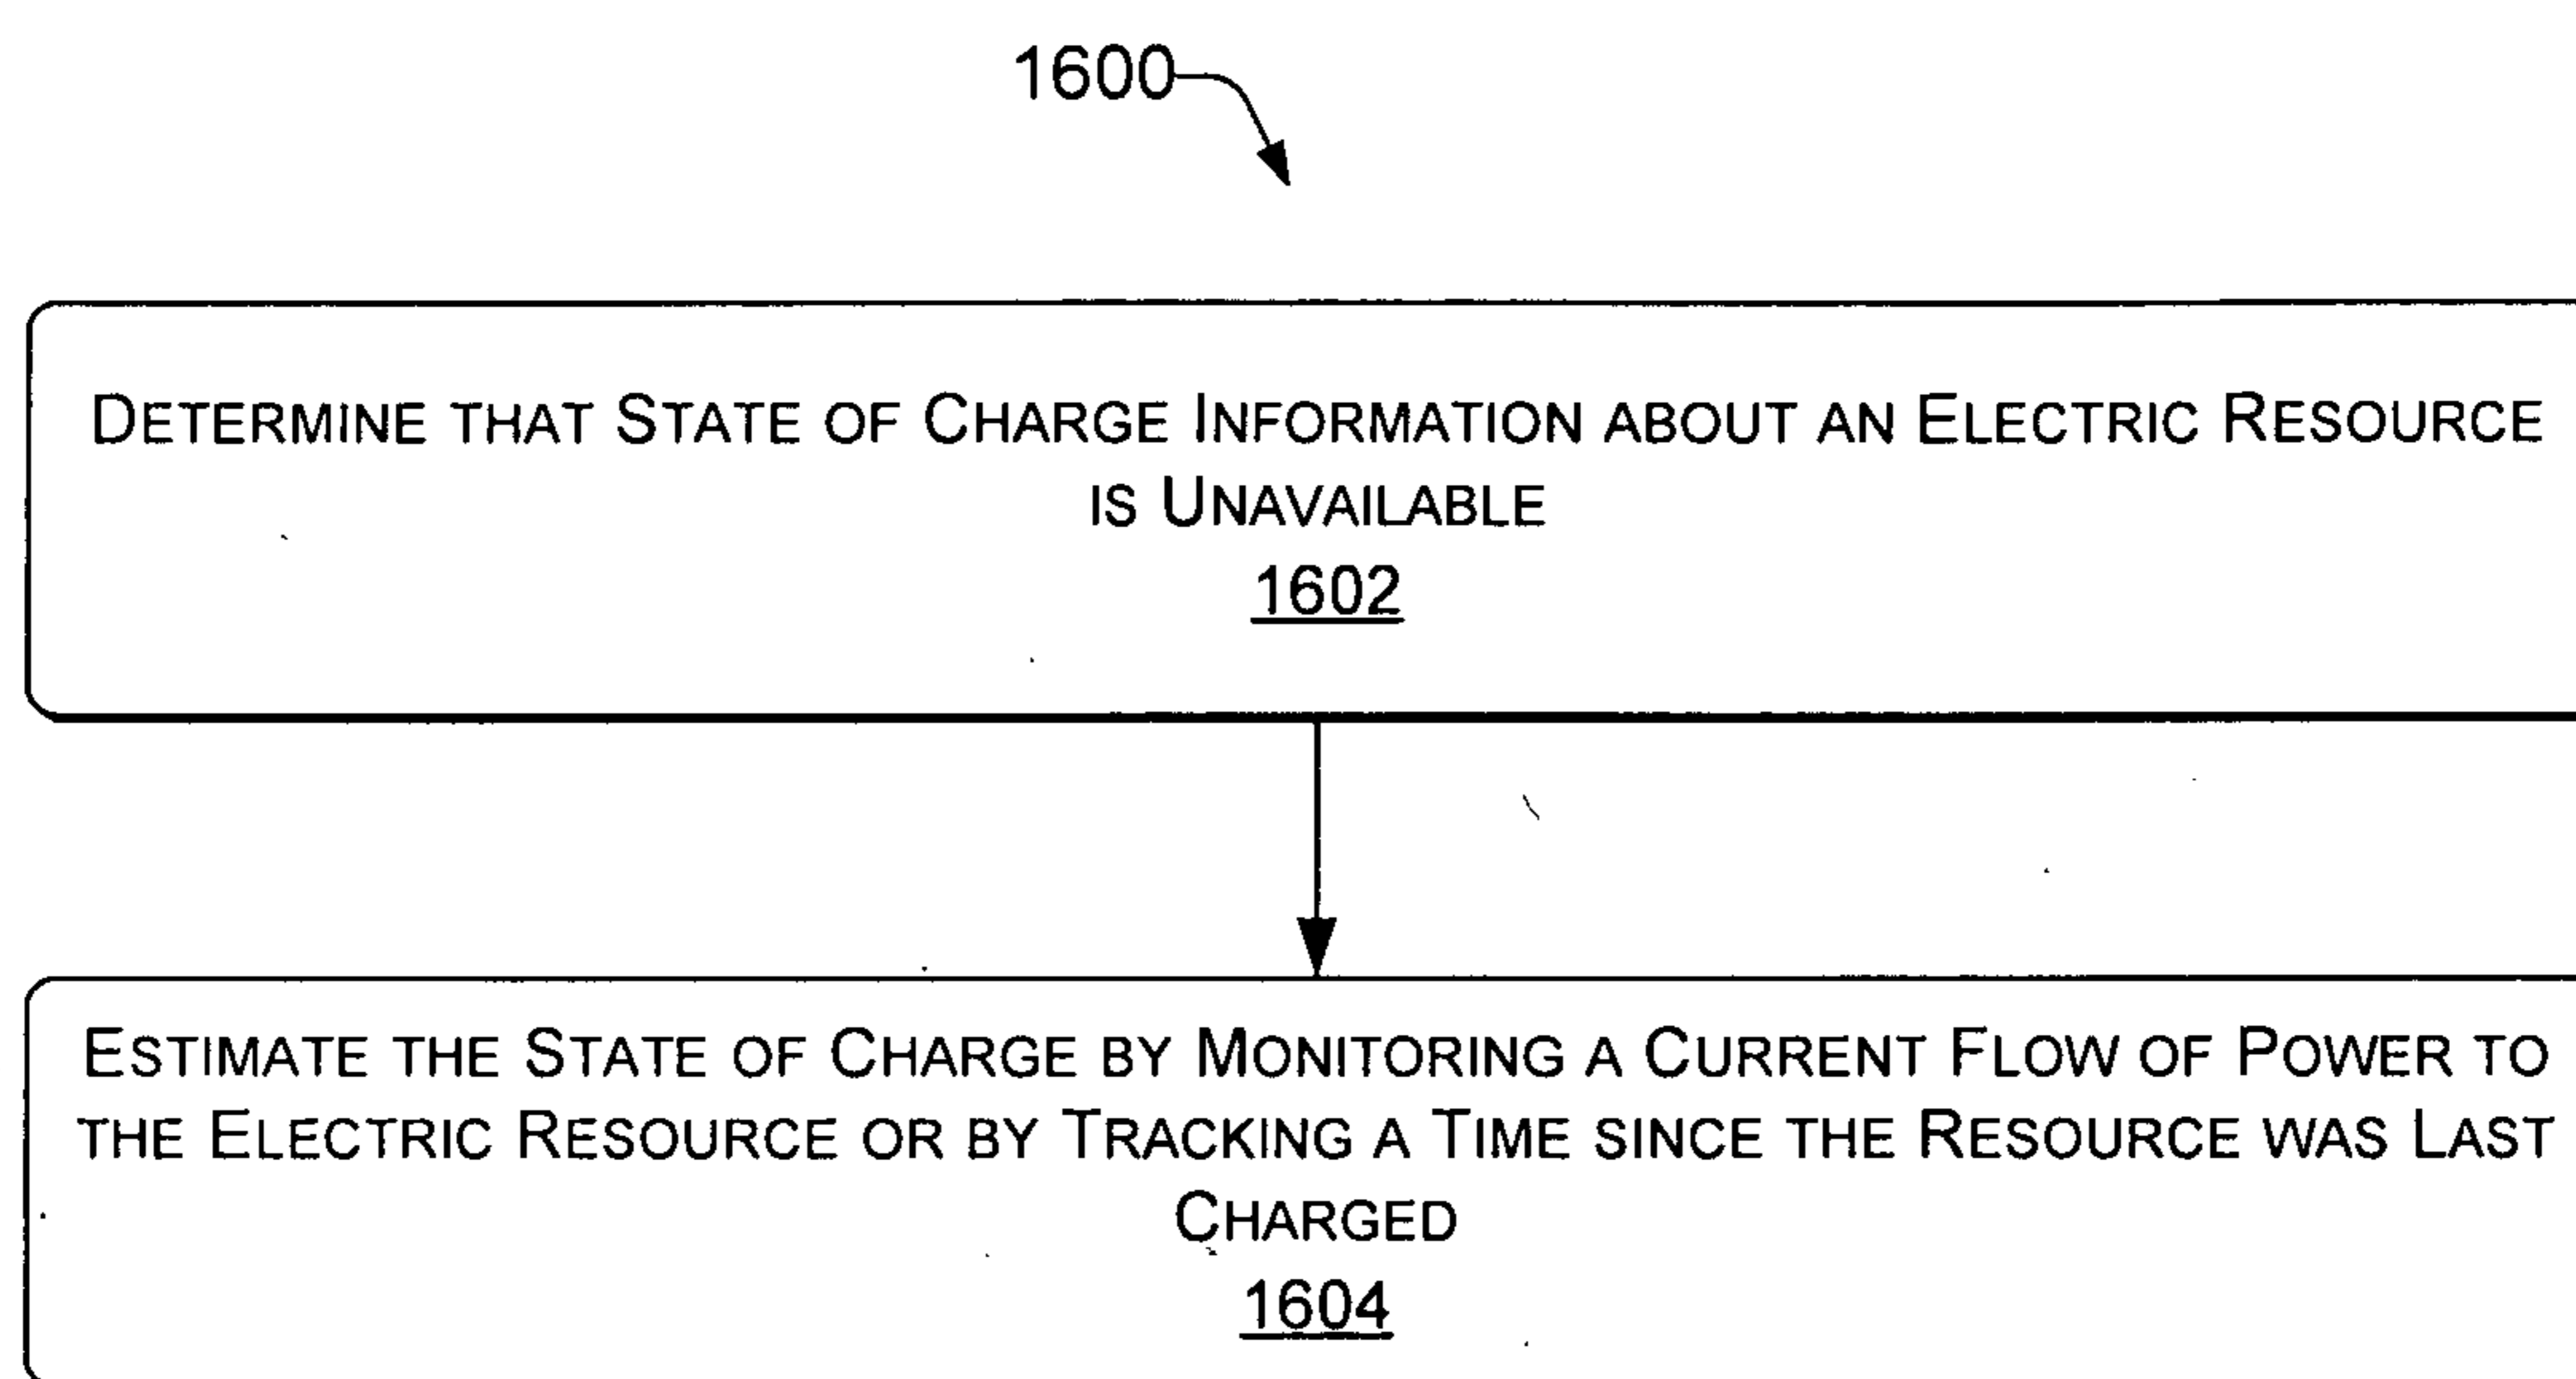 1600
DETERMINE THAT STATE OF CHARGE INFORMATION ABOUT AN ELECTRIC RESOURCE
IS UNAVAILABLE
1602
ESTIMATE THE STATE OF CHARGE BY MONITORING A CURRENT FLOW OF POWER TO
THE ELECTRIC RESOURCE OR BY TRACKING A TIME SINCE THE RESOURCE WAS LAST
CHARGED
1604